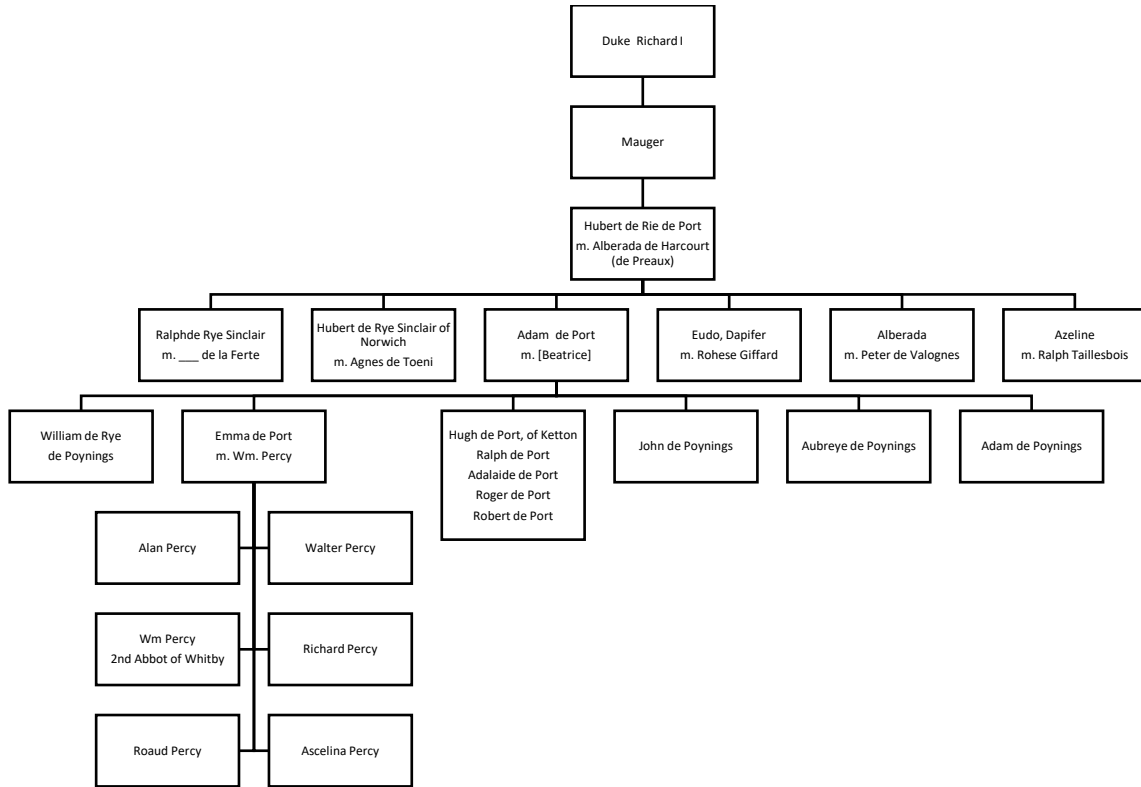 Duke Richard I
Mauger
Hubert de Rie de Port
m. Alberada de Harcourt
(de Preaux)
Ralphde Rye Sinclair
m. ___ de la Ferte
Hubert de Rye Sinclair of
Norwich
m. Agnes de Toeni
Adam de Port
m. [Beatrice]
Eudo, Dapifer
m. Rohese Giffard
Alberada
m. Peter de Valognes
Azeline
m. Ralph Taillesbois
William de Rye
de Poynings
Emma de Port
m. Wm. Percy
Hugh de Port, of Ketton
Ralph de Port
Adalaide de Port
Roger de Port
Robert de Port
John de Poynings
Aubreye de Poynings
Adam de Poynings
Alan Percy
Walter Percy
Wm Percy
2nd Abbot of Whitby
Richard Percy
Roaud Percy
Ascelina Percy